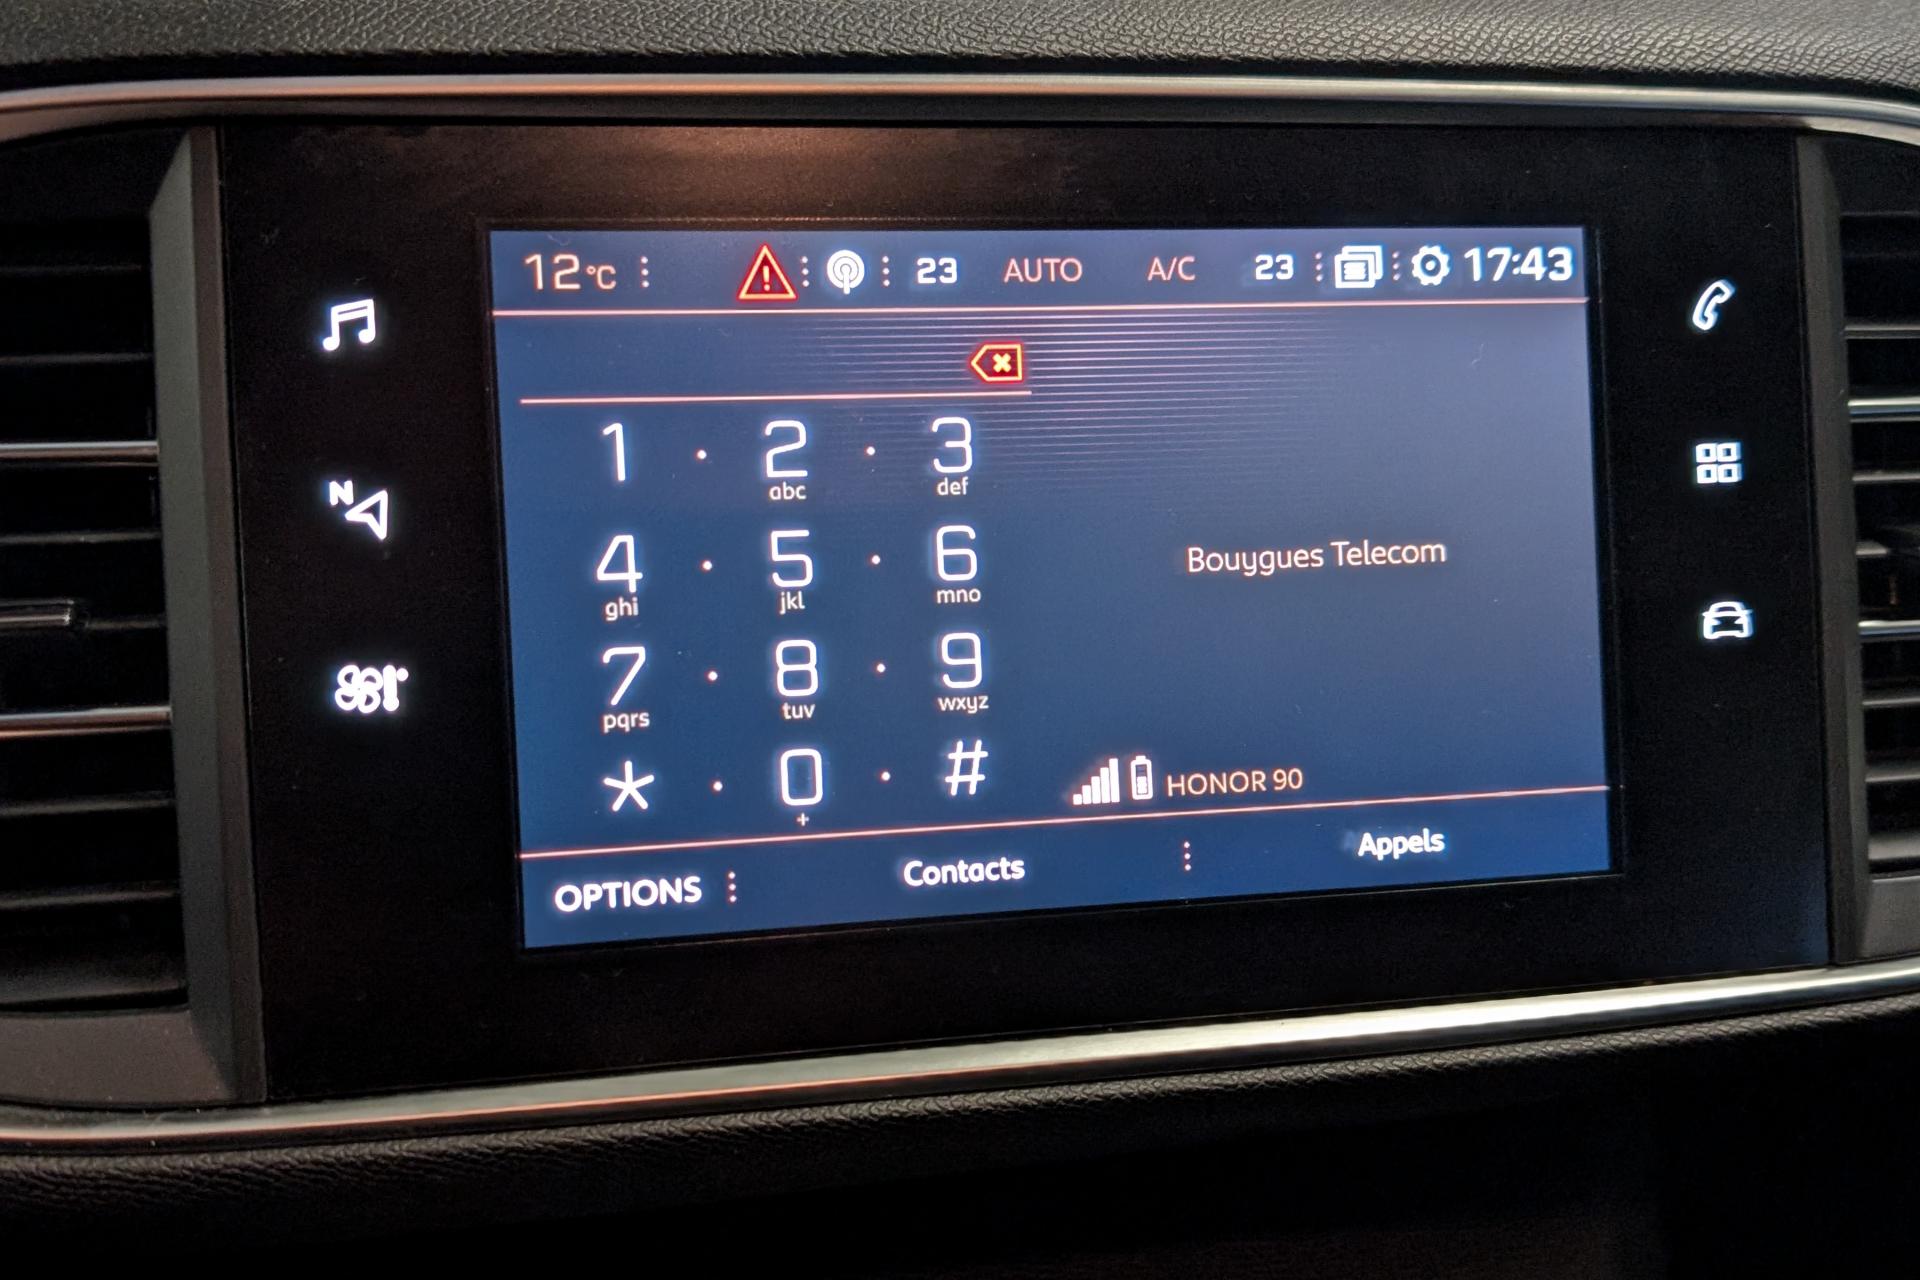 12°C 23 AUTO A/C 23 17:43
1 2 3
abc def
4 5 6
ghi jkl mno
7 8 9
pqrs tuv wxyz
* 0 #
+
Bouygues Telecom
HONOR 90
OPTIONS Contacts Appels
N